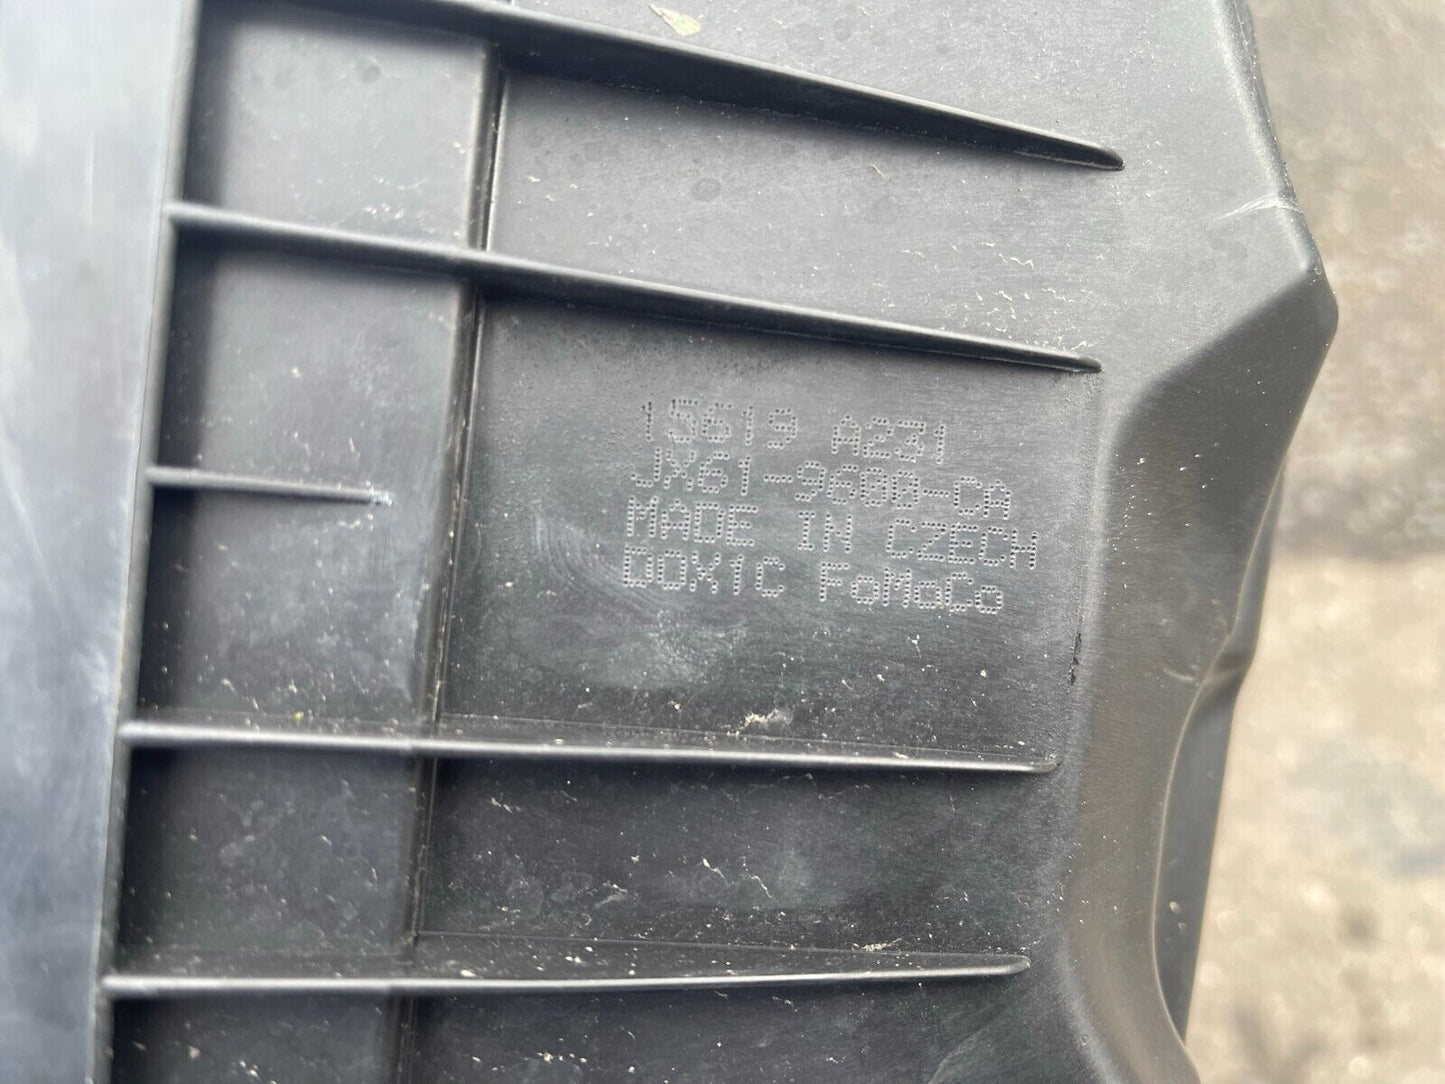 15619 A231
JX61-9600-CA
MADE IN CZECH
DOX1C FoMoCo